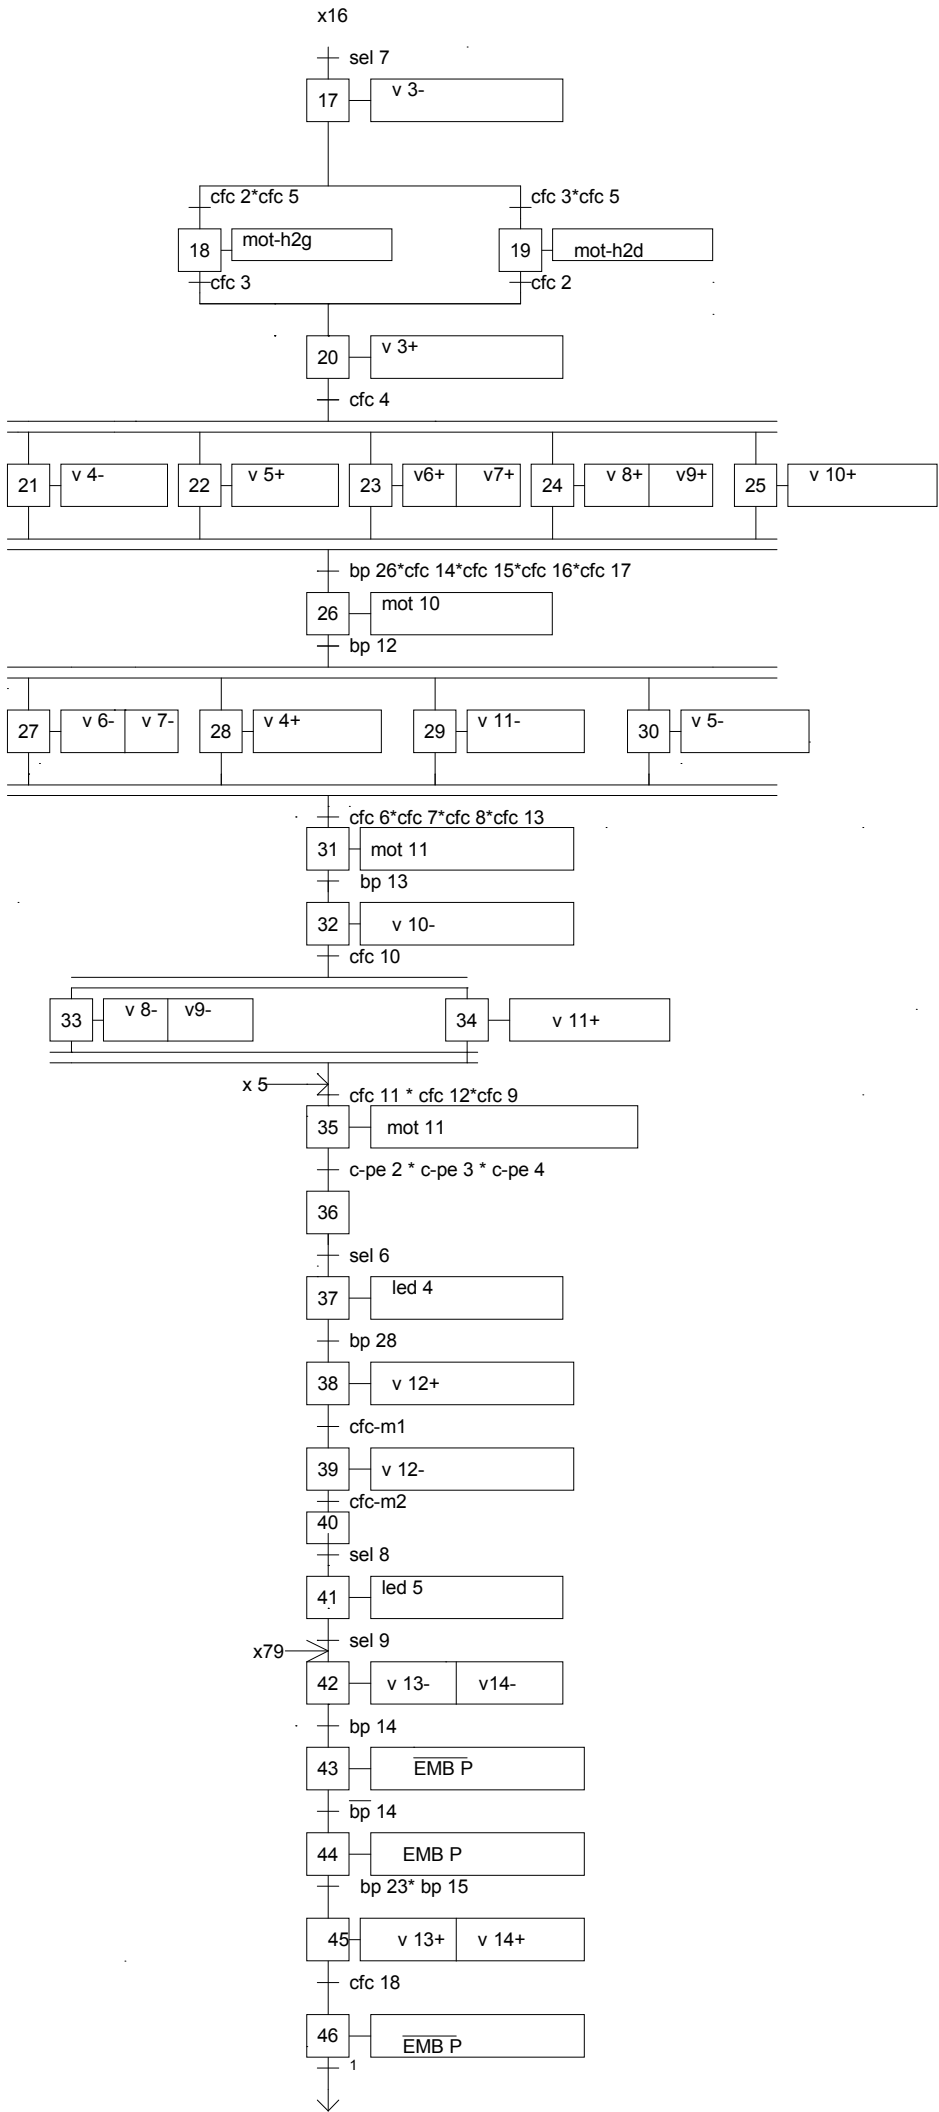 x16
sel 7
17 v 3-
cfc 2*cfc 5 cfc 3*cfc 5
18 mot-h2g 19 mot-h2d
cfc 3 cfc 2
20 v 3+
cfc 4
21 v 4- 22 v 5+ 23 v6+ v7+ 24 v 8+ v9+ 25 v 10+
bp 26*cfc 14*cfc 15*cfc 16*cfc 17
26 mot 10
bp 12
27 v 6- v 7- 28 v 4+ 29 v 11- 30 v 5-
cfc 6*cfc 7*cfc 8*cfc 13
31 mot 11
bp 13
32 v 10-
cfc 10
33 v 8- v9- 34 v 11+
x 5
cfc 11 * cfc 12*cfc 9
35 mot 11
c-pe 2 * c-pe 3 * c-pe 4
36
sel 6
37 led 4
bp 28
38 v 12+
cfc-m1
39 v 12-
cfc-m2
40
sel 8
41 led 5
sel 9
x79
42 v 13- v14-
bp 14
43 E̅M̅B̅ ̅P̅
b̅p̅ 14
44 EMB P
bp 23* bp 15
45 v 13+ v 14+
cfc 18
46 E̅M̅B̅ ̅P̅
1